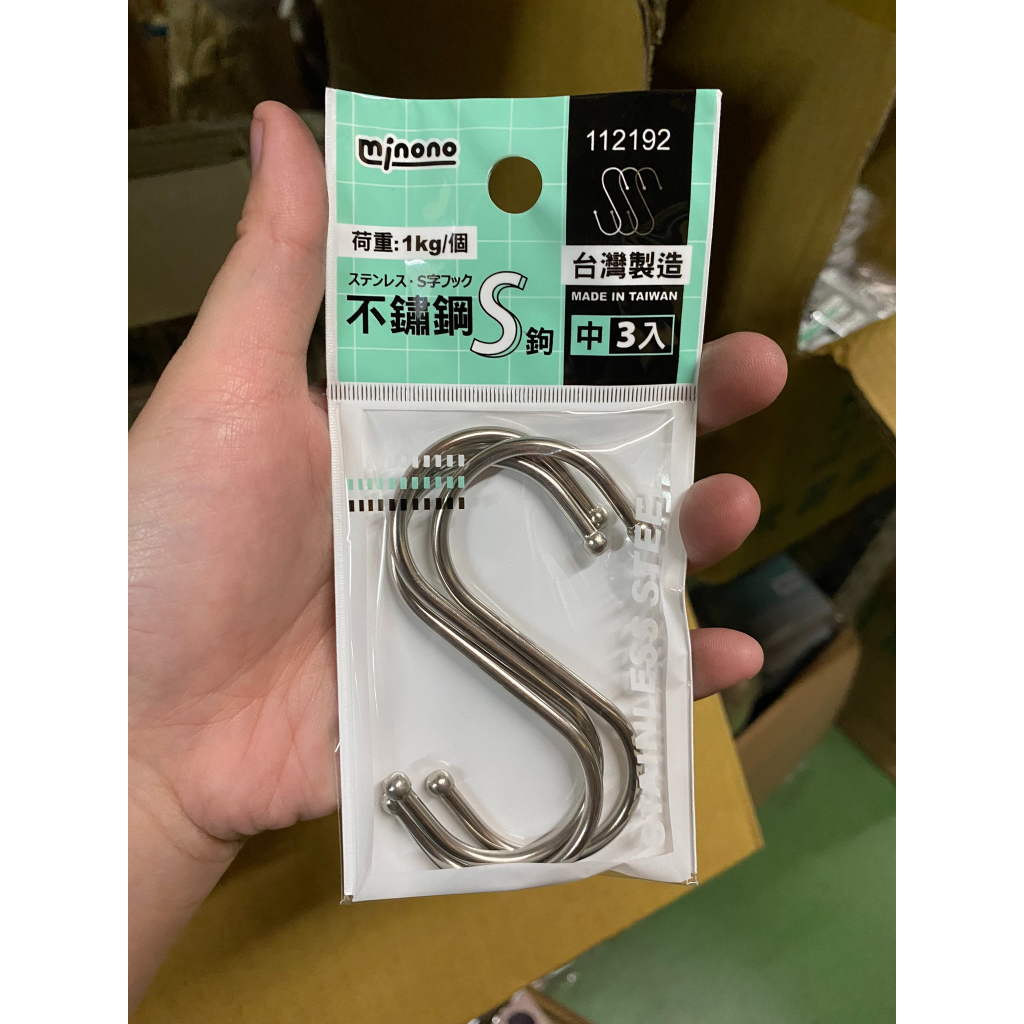 minono
荷重:1kg/個
ステンレス・S字フック
不鏽鋼S鉤
112192
台灣製造
MADE IN TAIWAN
中 3入
STAINLESS STEEL